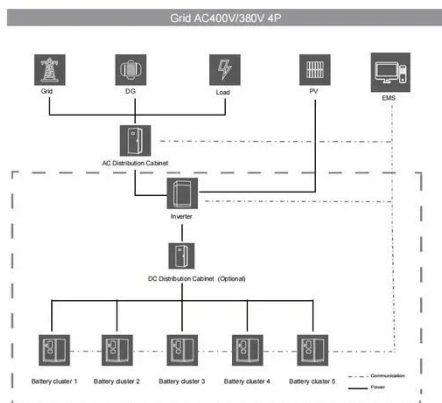 Grid AC400V/380V 4P
Grid
DG
Load
PV
EMS
AC Distribution Cabinet
Inverter
DC Distribution Cabinet (Optional)
Battery cluster 1
Battery cluster 2
Battery cluster 3
Battery cluster 4
Battery cluster 5
Communication
Power